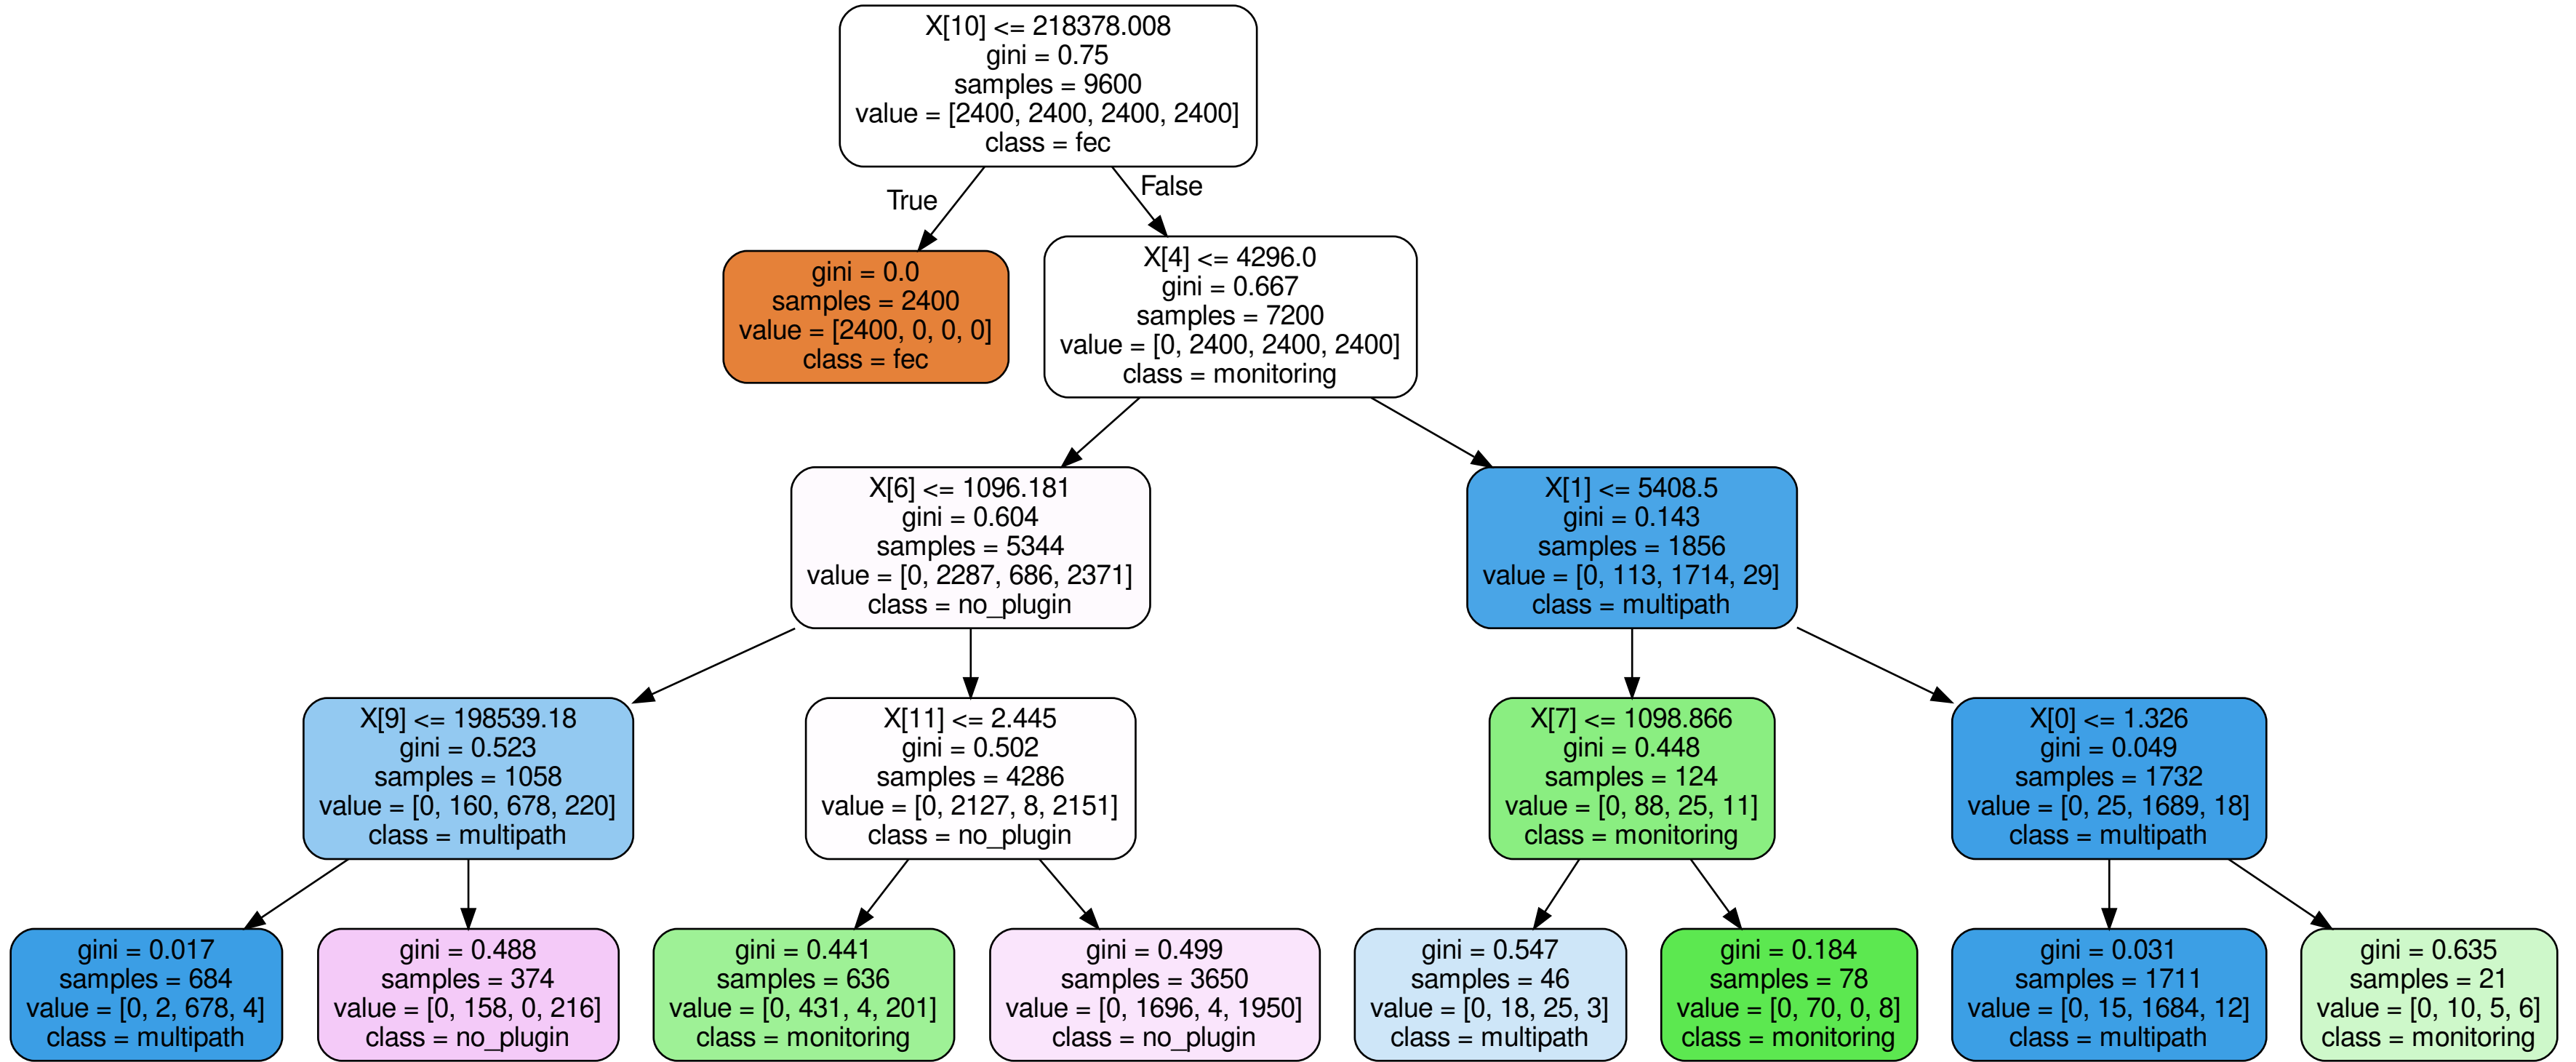 X[10] <= 218378.008
gini = 0.75
samples = 9600
value = [2400, 2400, 2400, 2400]
class = fec
True
False
gini = 0.0
samples = 2400
value = [2400, 0, 0, 0]
class = fec
X[4] <= 4296.0
gini = 0.667
samples = 7200
value = [0, 2400, 2400, 2400]
class = monitoring
X[6] <= 1096.181
gini = 0.604
samples = 5344
value = [0, 2287, 686, 2371]
class = no_plugin
X[1] <= 5408.5
gini = 0.143
samples = 1856
value = [0, 113, 1714, 29]
class = multipath
X[9] <= 198539.18
gini = 0.523
samples = 1058
value = [0, 160, 678, 220]
class = multipath
X[11] <= 2.445
gini = 0.502
samples = 4286
value = [0, 2127, 8, 2151]
class = no_plugin
X[7] <= 1098.866
gini = 0.448
samples = 124
value = [0, 88, 25, 11]
class = monitoring
X[0] <= 1.326
gini = 0.049
samples = 1732
value = [0, 25, 1689, 18]
class = multipath
gini = 0.017
samples = 684
value = [0, 2, 678, 4]
class = multipath
gini = 0.488
samples = 374
value = [0, 158, 0, 216]
class = no_plugin
gini = 0.441
samples = 636
value = [0, 431, 4, 201]
class = monitoring
gini = 0.499
samples = 3650
value = [0, 1696, 4, 1950]
class = no_plugin
gini = 0.547
samples = 46
value = [0, 18, 25, 3]
class = multipath
gini = 0.184
samples = 78
value = [0, 70, 0, 8]
class = monitoring
gini = 0.031
samples = 1711
value = [0, 15, 1684, 12]
class = multipath
gini = 0.635
samples = 21
value = [0, 10, 5, 6]
class = monitoring